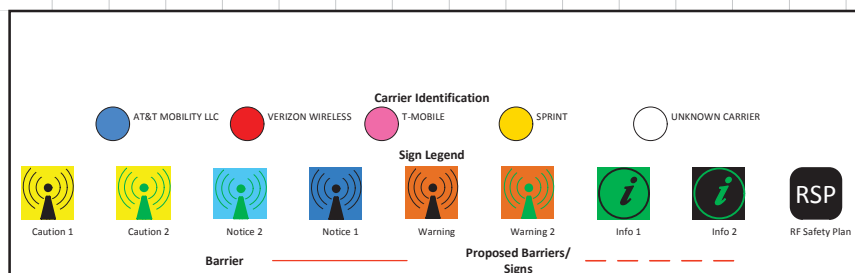 Carrier Identification
AT&T MOBILITY LLC
VERIZON WIRELESS
T-MOBILE
SPRINT
UNKNOWN CARRIER
Sign Legend
i
i
RSP
Caution 1
Caution 2
Notice 2
Notice 1
Warning
Warning 2
Info 1
Info 2
RF Safety Plan
Barrier
Proposed Barriers/
Signs